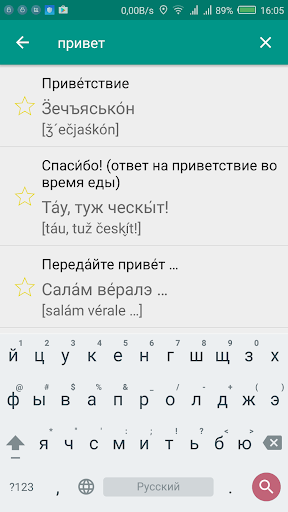 0,00B/s 89% 16:05
привет
Приве́тствие
Ӟечъяськóн
[ӡ́ečjaśkón]
Спаси́бо! (ответ на приветствие во
время еды)
Тáу, туж ческы́т!
[táu, tuž česḳít!]
Переда́йте приве́т ...
Салáм вéралэ ...
[salám vérale ...]
1 2 3 4 5 6 7 8 9 0
й ц у к е н г ш щ з х
@ # $ % & - + ( )
ф ы в а п р о л д ж э
я ч с м и т ь б ю
?123 , Русский .